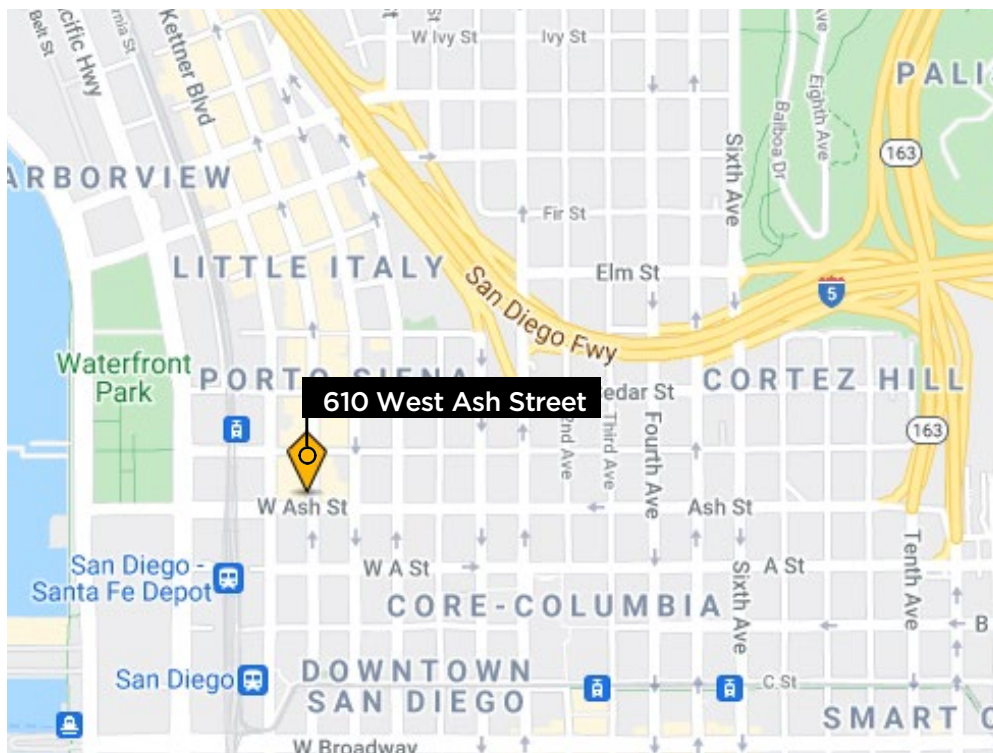 St
W Ivy St
Ivy St
Belt St
Pacific Hwy
Kettner Blvd
Ave
Eighth Ave
Balboa Dr
PALI
163
ARBORVIEW
Sixth Ave
Fir St
LITTLE ITALY
Elm St
San Diego Fwy
5
Waterfront
Park
PORTO SIENA
CORTEZ HILL
610 West Ash Street
Cedar St
2nd Ave
Third Ave
Fourth Ave
163
W Ash St
Ash St
San Diego -
Santa Fe Depot
W A St
A St
Sixth Ave
Tenth Ave
CORE-COLUMBIA
B
San Diego
DOWNTOWN
SAN DIEGO
C St
SMART C
W Broadway